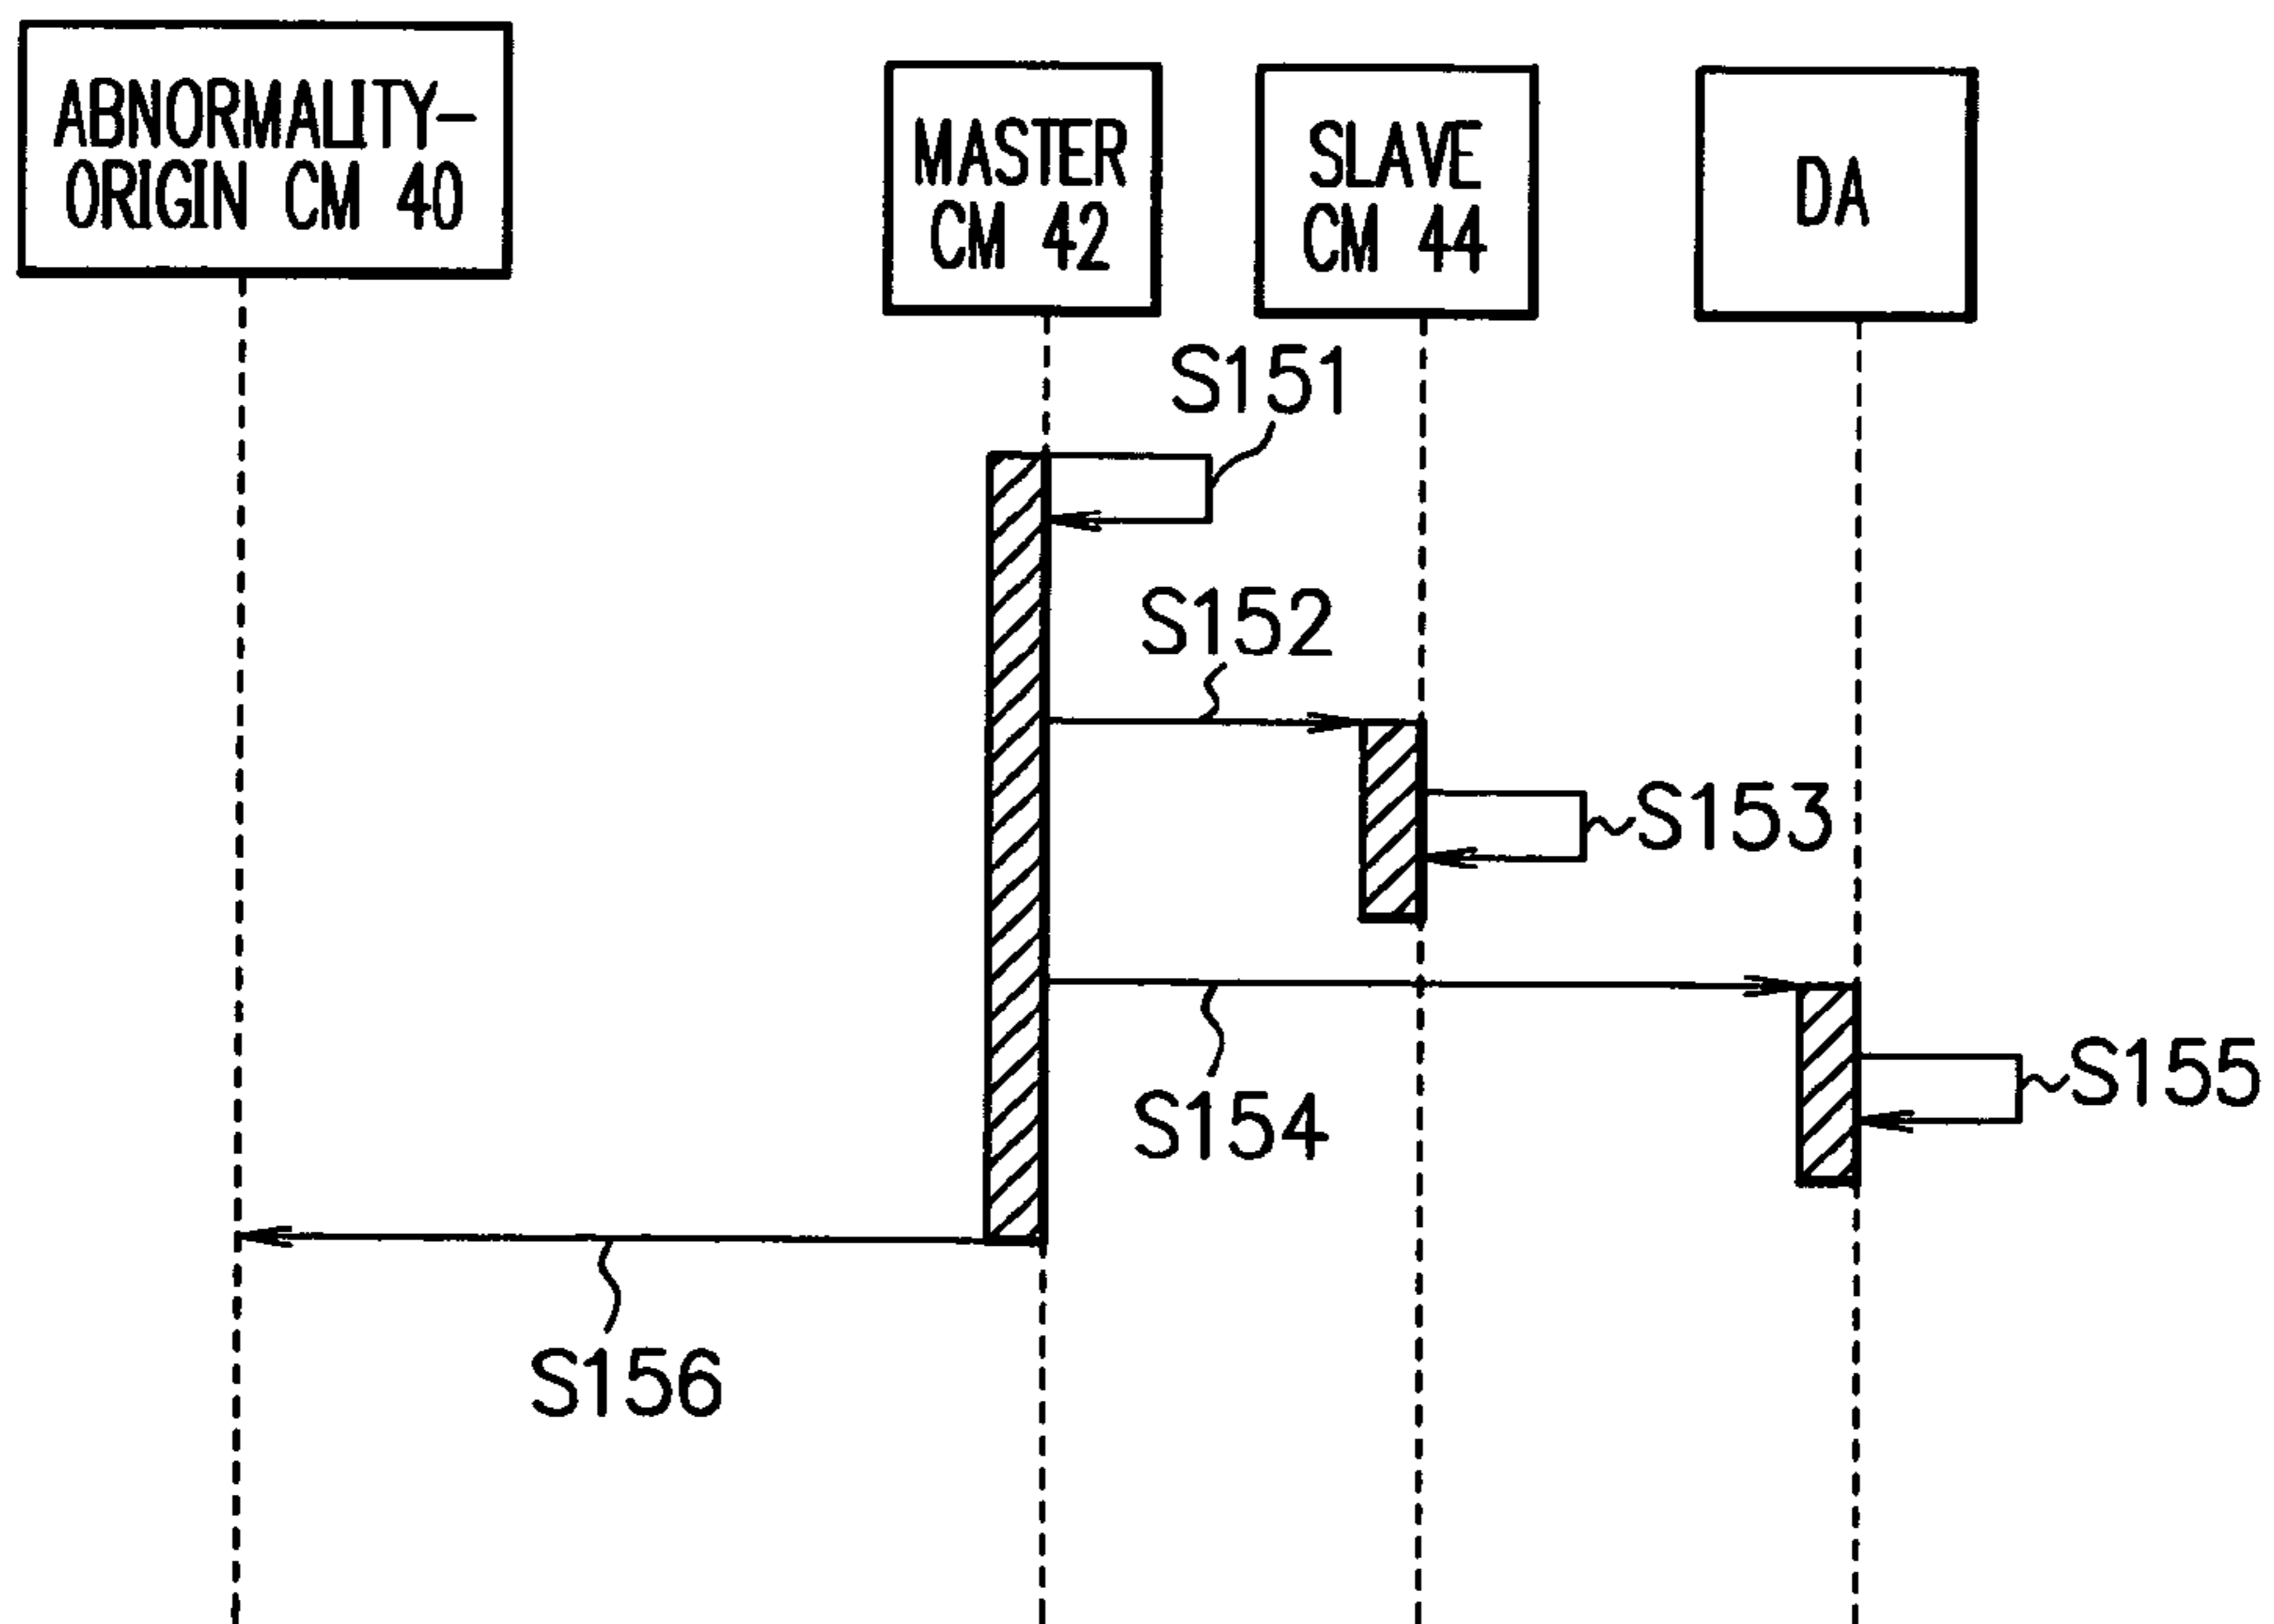 ABNORMALITY-
ORIGIN CM 40
MASTER
CM 42
SLAVE
CM 44
DA
S151
S152
S153
S154
S155
S156